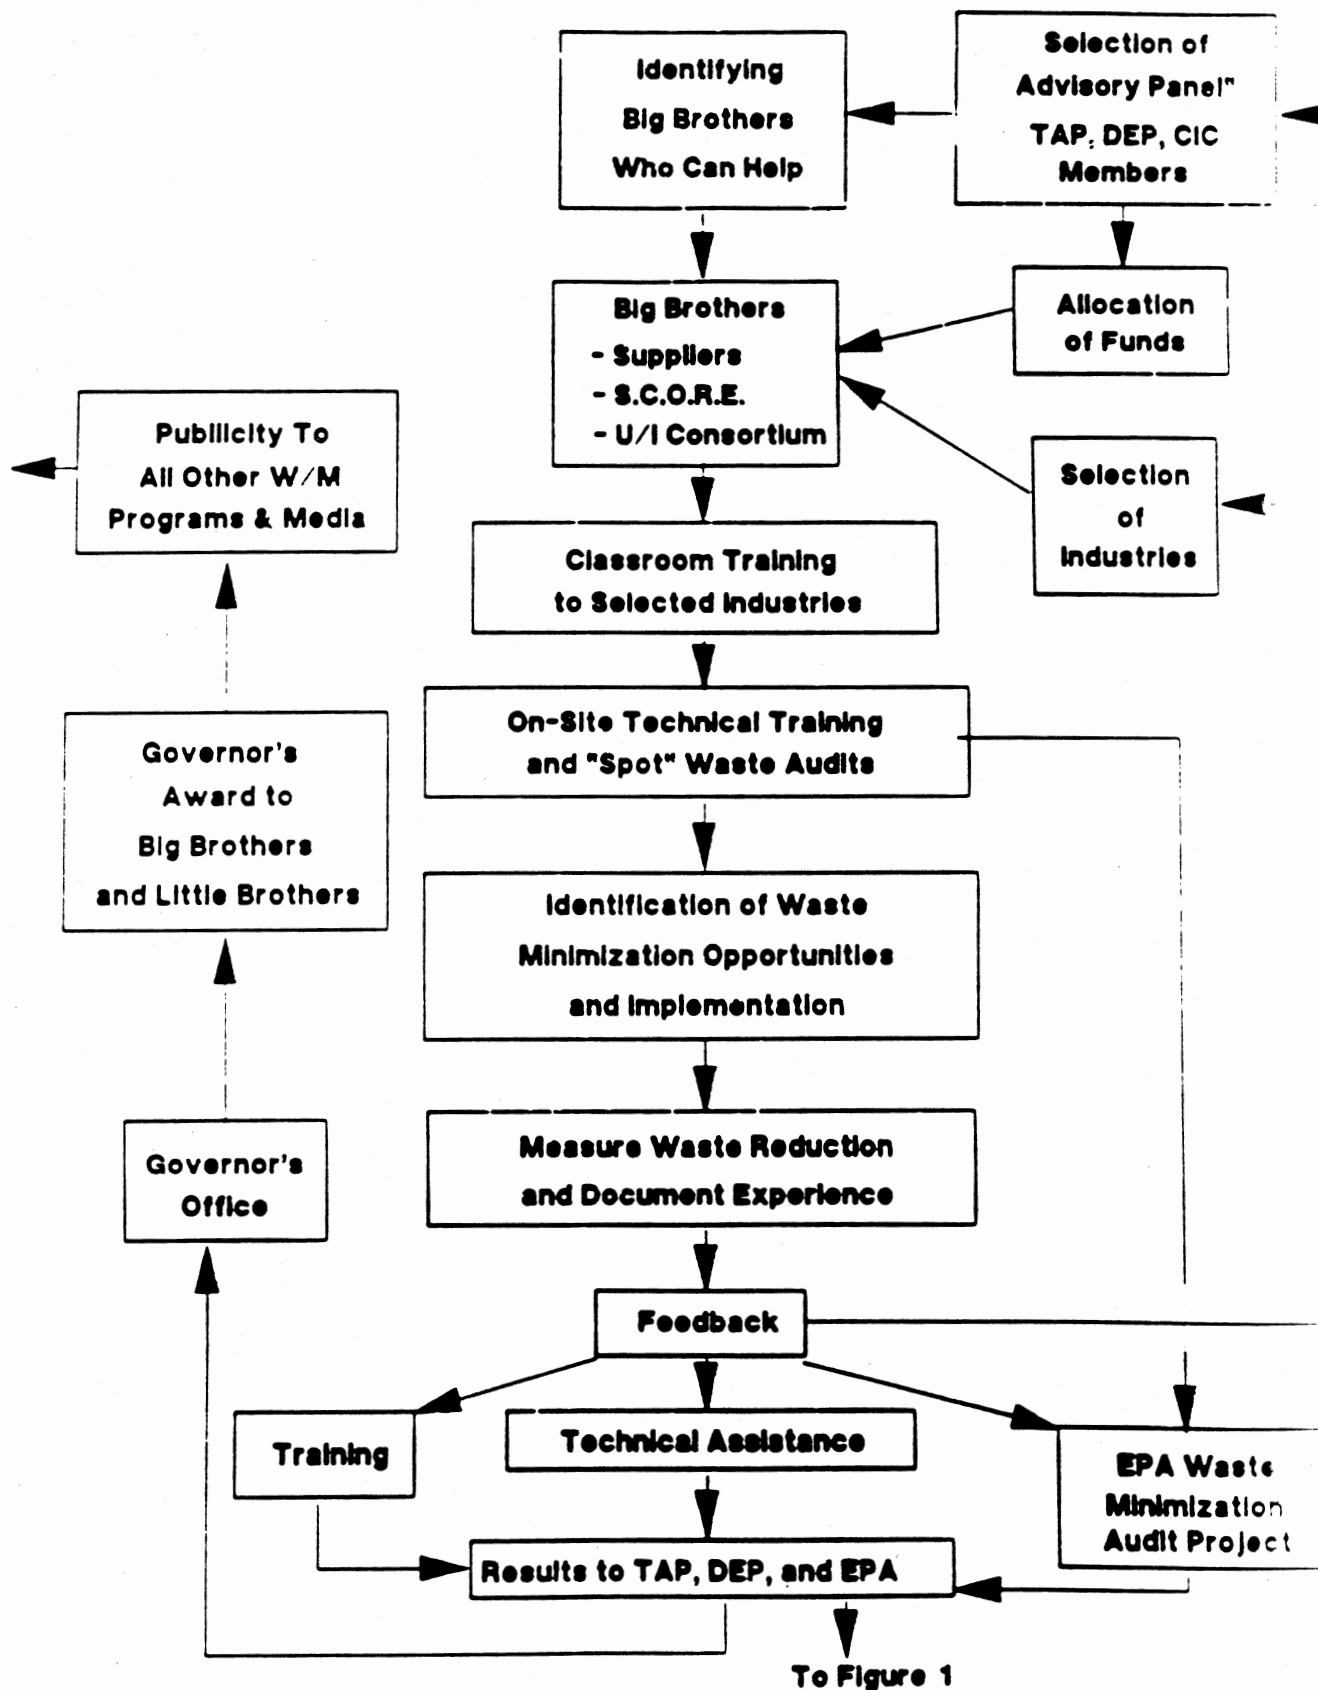 Identifying
Big Brothers
Who Can Help
Selection of
Advisory Panel"
TAP, DEP, CIC
Members
Big Brothers
- Suppliers
- S.C.O.R.E.
- U/I Consortium
Allocation
of Funds
Selection
of
Industries
Publicity To
All Other W/M
Programs & Media
Classroom Training
to Selected Industries
On-Site Technical Training
and "Spot" Waste Audits
Governor's
Award to
Big Brothers
and Little Brothers
Identification of Waste
Minimization Opportunities
and Implementation
Measure Waste Reduction
and Document Experience
Governor's
Office
Feedback
Training
Technical Assistance
EPA Waste
Minimization
Audit Project
Results to TAP, DEP, and EPA
To Figure 1